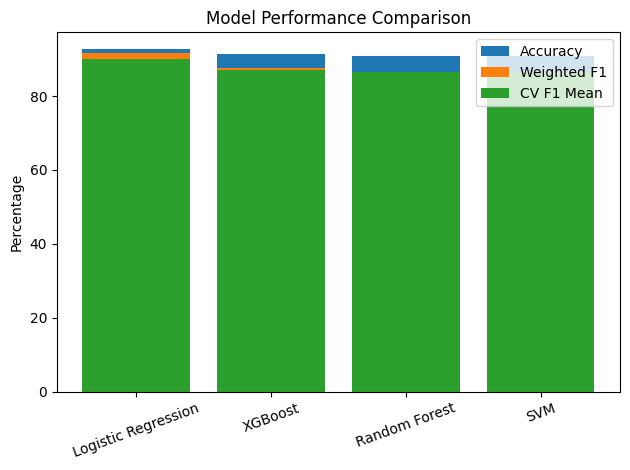 Model Performance Comparison
Accuracy
Weighted F1
CV F1 Mean
Percentage
80
60
40
20
0
Logistic Regression
XGBoost
Random Forest
SVM